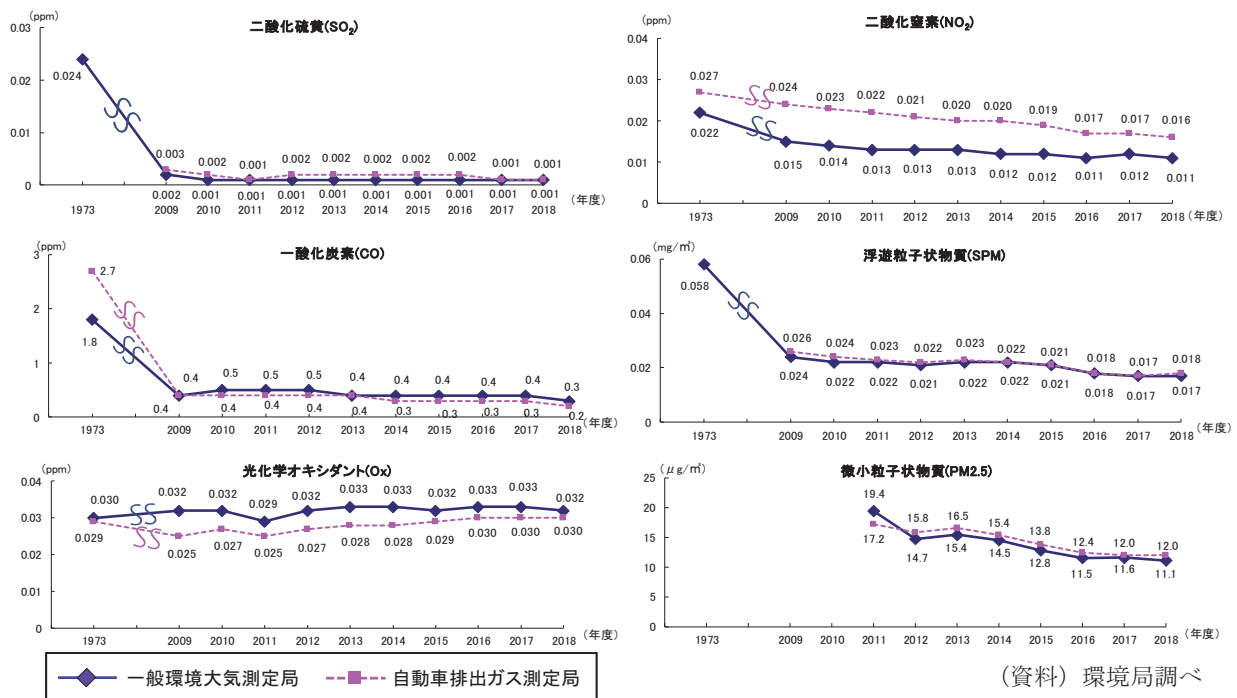 二酸化硫黄(SO₂)
(ppm)
0.03
0.02
0.01
0
0.024
0.003 0.002 0.001 0.002 0.002 0.002 0.002 0.002 0.001 0.001
0.002 0.001 0.001 0.001 0.001 0.001 0.001 0.001 0.001 0.001
1973 2009 2010 2011 2012 2013 2014 2015 2016 2017 2018 (年度)
二酸化窒素(NO₂)
(ppm)
0.04
0.03
0.02
0.01
0
0.027 0.024 0.023 0.022 0.021 0.020 0.020 0.019 0.017 0.017 0.016
0.022 0.015 0.014 0.013 0.013 0.013 0.012 0.012 0.011 0.012 0.011
1973 2009 2010 2011 2012 2013 2014 2015 2016 2017 2018 (年度)
一酸化炭素(CO)
(ppm)
3
2
1
0
2.7
1.8
0.5 0.5 0.5 0.4 0.4 0.4 0.4 0.4 0.3
0.4 0.4 0.4 0.4 0.4 0.3 0.3 0.3 0.3 0.2
1973 2009 2010 2011 2012 2013 2014 2015 2016 2017 2018 (年度)
浮遊粒子状物質(SPM)
(mg/㎥)
0.06
0.04
0.02
0
0.058
0.026 0.024 0.023 0.022 0.023 0.022 0.021 0.018 0.017 0.018
0.024 0.022 0.022 0.021 0.022 0.022 0.021 0.018 0.017 0.017
1973 2009 2010 2011 2012 2013 2014 2015 2016 2017 2018 (年度)
光化学オキシダント(Ox)
(ppm)
0.04
0.03
0.02
0.01
0
0.030 0.032 0.032 0.029 0.032 0.033 0.033 0.032 0.033 0.033 0.032
0.029 0.025 0.027 0.025 0.027 0.028 0.028 0.029 0.030 0.030 0.030
1973 2009 2010 2011 2012 2013 2014 2015 2016 2017 2018 (年度)
微小粒子状物質(PM2.5)
(μg/㎥)
25
20
15
10
5
0
19.4 15.8 16.5 15.4 13.8 12.4 12.0 12.0
17.2 14.7 15.4 14.5 12.8 11.5 11.6 11.1
1973 2009 2010 2011 2012 2013 2014 2015 2016 2017 2018 (年度)
一般環境大気測定局 自動車排出ガス測定局
(資料)環境局調べ